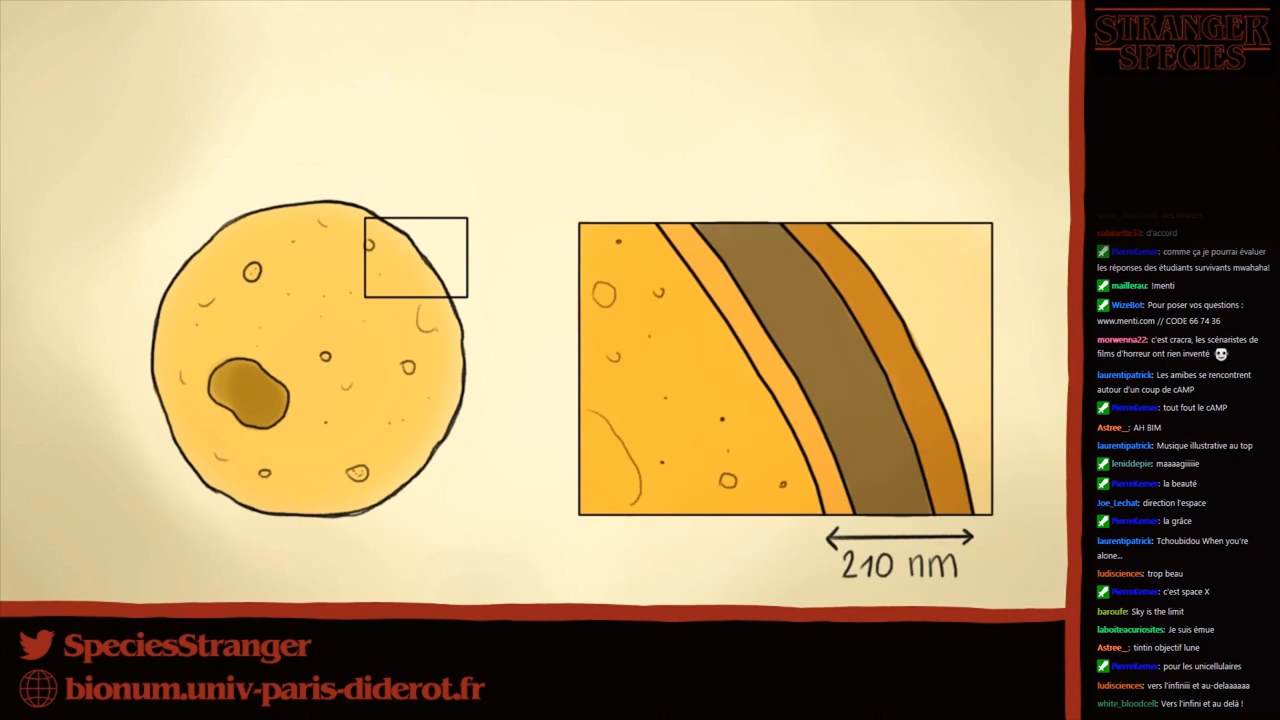 210 nm
SpeciesStranger
bionum.univ-paris-diderot.fr
STRANGER
SPECIES
d'accord
PierreKerner: comme ça je pourrai évaluer
les réponses des étudiants survivants mwahaha!
maillerau: !menti
WizeBot: Pour poser vos questions :
www.menti.com // CODE 66 74 36
morwenna22: c'est cracra, les scénaristes de
films d'horreur ont rien inventé
laurentipatrick: Les amibes se rencontrent
autour d'un coup de cAMP
PierreKerner: tout fout le cAMP
Astree__: AH BIM
laurentipatrick: Musique illustrative au top
leniddepie: maaaagiiiiie
PierreKerner: la beauté
Joe_Lechat: direction l'espace
PierreKerner: la grâce
laurentipatrick: Tchoubidou When you're
alone...
ludisciences: trop beau
PierreKerner: c'est space X
baroufe: Sky is the limit
laboiteacuriosites: Je suis émue
Astree__: tintin objectif lune
PierreKerner: pour les unicellulaires
ludisciences: vers l'infiniii et au-delaaaaaa
white_bloodcell: Vers l'infini et au delà !